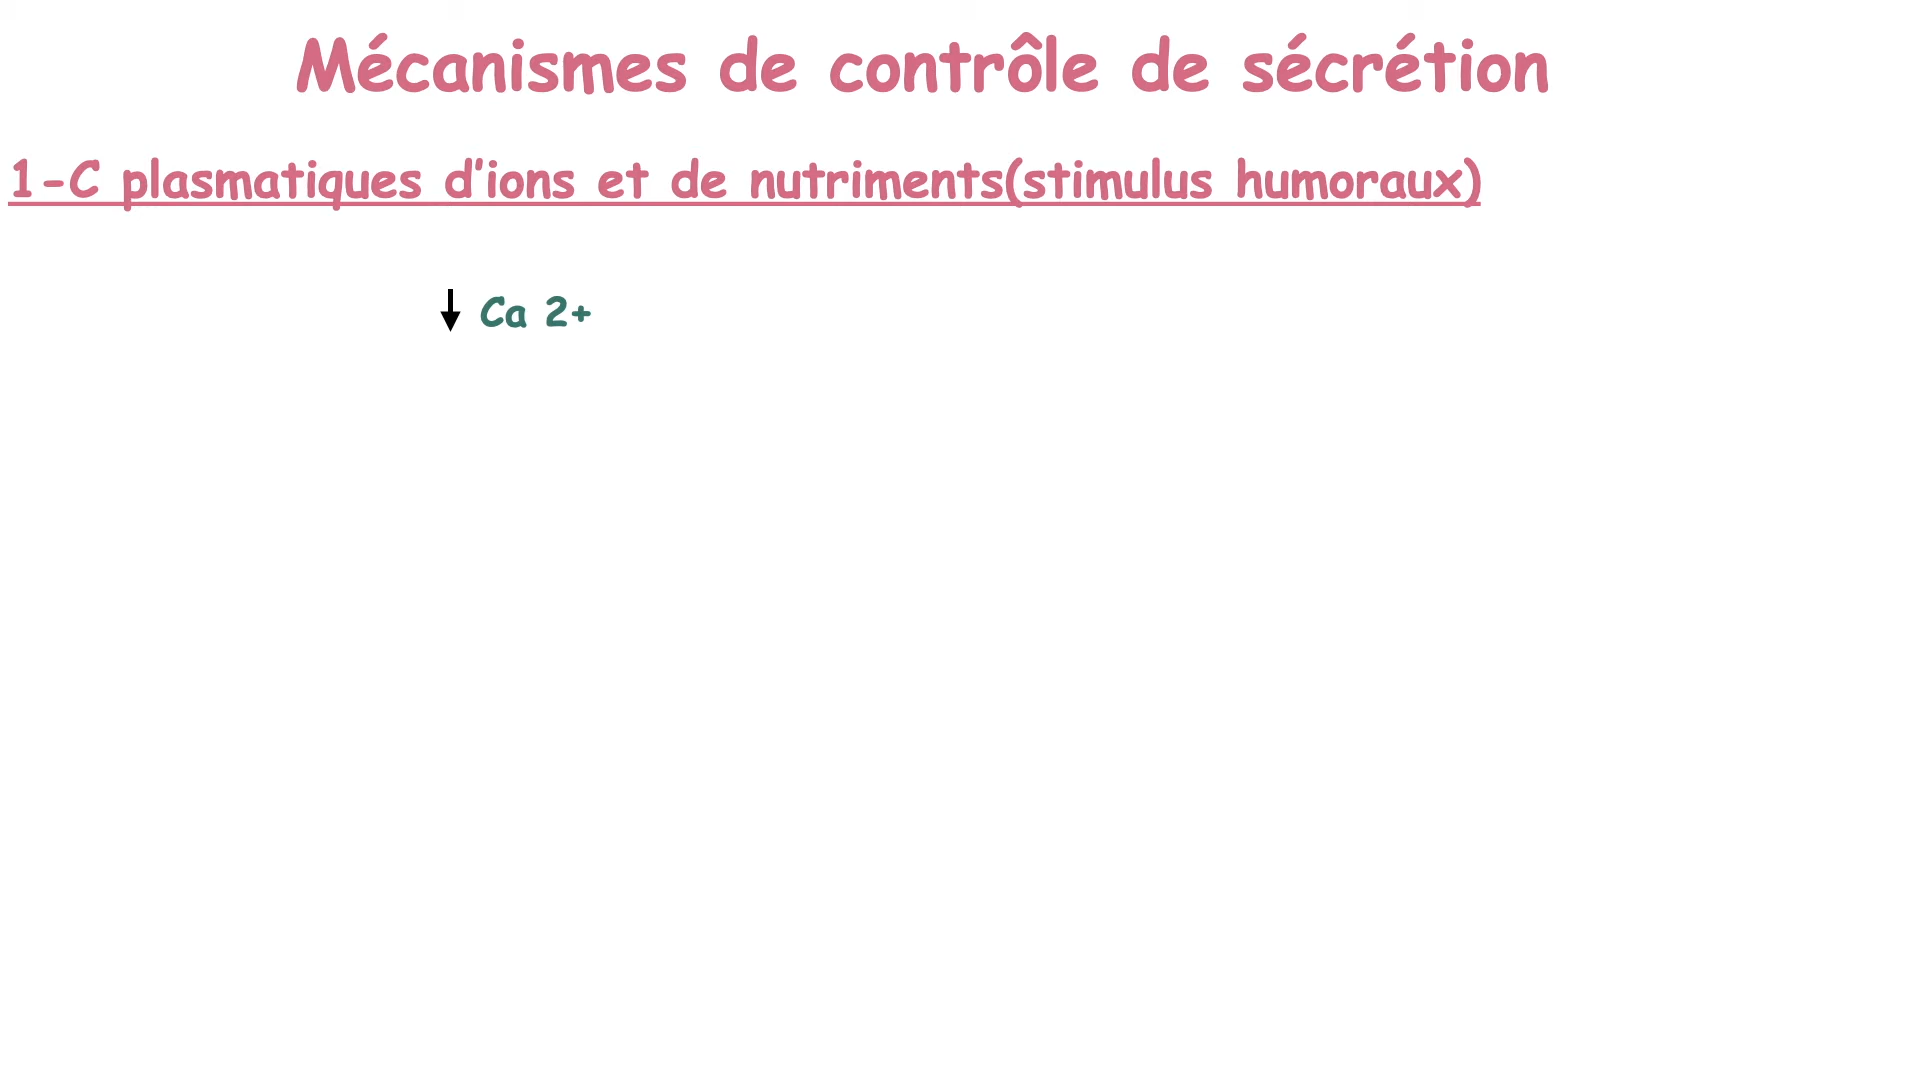 Mécanismes de contrôle de sécrétion
1-C plasmatiques d’ions et de nutriments(stimulus humoraux)
↓ Ca 2+